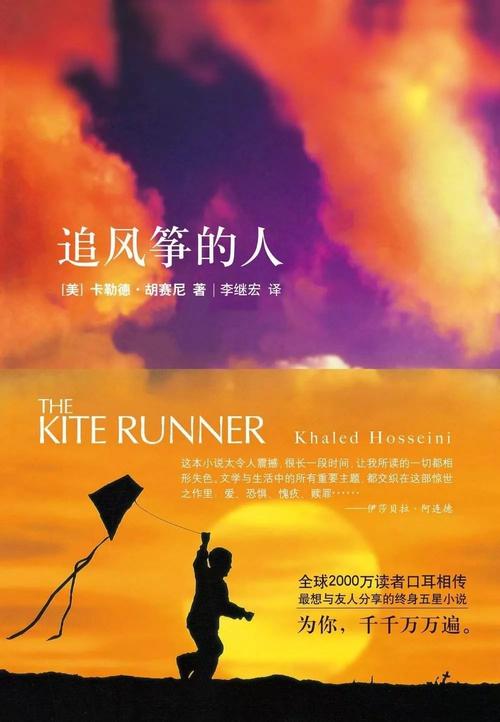 追风筝的人
[美] 卡勒德·胡赛尼 著 | 李继宏 译
THE
KITE RUNNER
Khaled Hosseini
这本小说太令人震撼，很长一段时间，让我所读的一切都相
形失色。文学与生活中的所有重要主题，都交织在这部惊世
之作里：爱、恐惧、愧疚、赎罪……
——伊莎贝拉·阿连德
全球2000万读者口耳相传
最想与友人分享的终身五星小说
为你，千千万万遍。